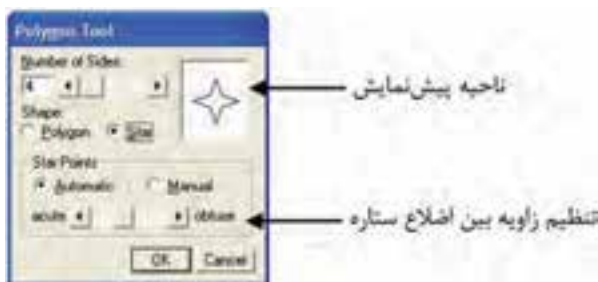 Polygon Tool
Number of Sides:
4
ناحیه پیش‌نمایش
Shape:
Polygon Star
Star Points
Automatic Manual
acute obtuse
تنظیم زاویه بین اضلاع ستاره
OK Cancel